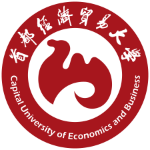 首都经济贸易大学
Capital University of Economics and Business